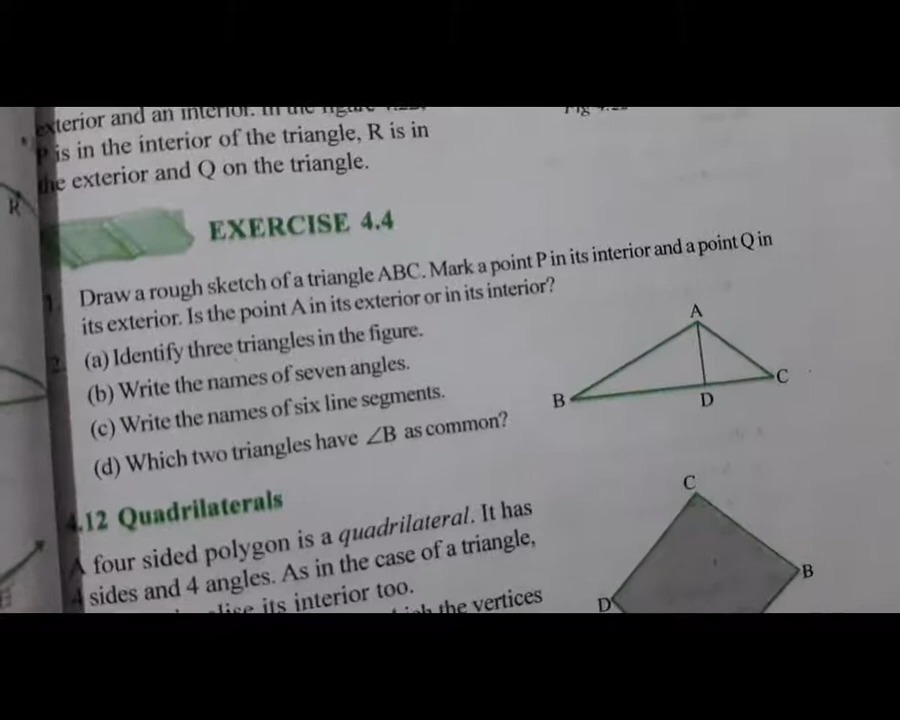 exterior and an interior. In the figure
P is in the interior of the triangle, R is in
the exterior and Q on the triangle.
R
EXERCISE 4.4
1. Draw a rough sketch of a triangle ABC. Mark a point P in its interior and a point Q in
its exterior. Is the point A in its exterior or in its interior?
2. (a) Identify three triangles in the figure.
(b) Write the names of seven angles.
(c) Write the names of six line segments.
(d) Which two triangles have ∠B as common?
A
B
D
C
4.12 Quadrilaterals
A four sided polygon is a quadrilateral. It has
4 sides and 4 angles. As in the case of a triangle,
its interior too.
the vertices
C
B
D